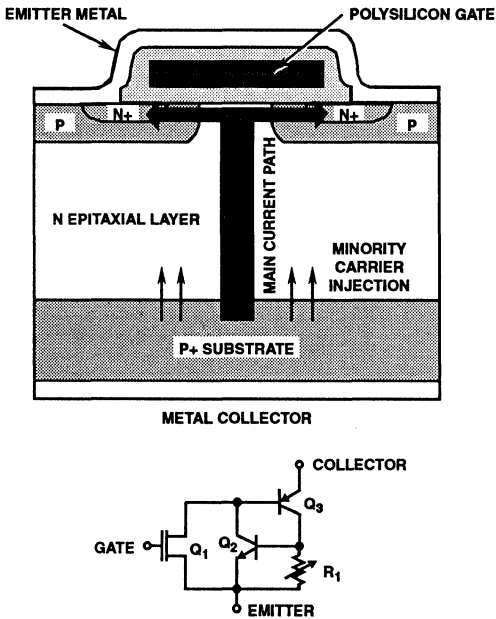 EMITTER METAL
POLYSILICON GATE
N+
N+
P
P
MAIN CURRENT PATH
N EPITAXIAL LAYER
MINORITY
CARRIER
INJECTION
P+ SUBSTRATE
METAL COLLECTOR
COLLECTOR
Q3
GATE
Q1
Q2
R1
EMITTER